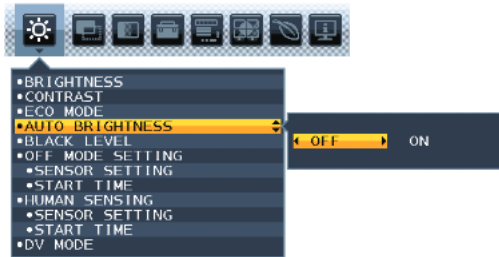 •BRIGHTNESS
•CONTRAST
•ECO MODE
•AUTO BRIGHTNESS
OFF ON
•BLACK LEVEL
•OFF MODE SETTING
•SENSOR SETTING
•START TIME
•HUMAN SENSING
•SENSOR SETTING
•START TIME
•DV MODE